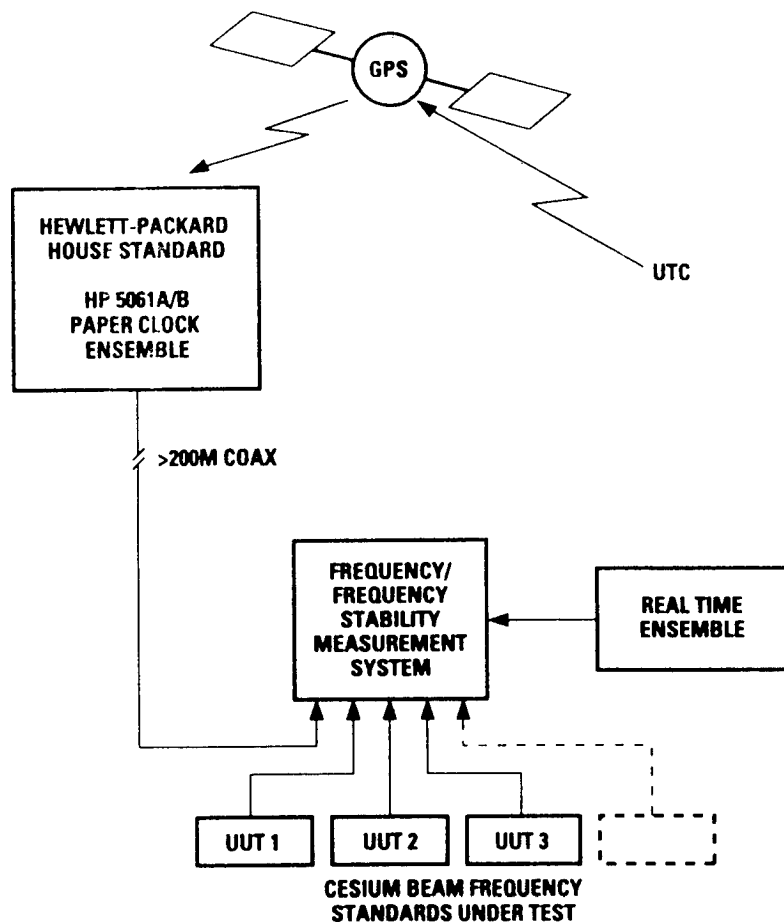 GPS
HEWLETT-PACKARD
HOUSE STANDARD
HP 5061A/B
PAPER CLOCK
ENSEMBLE
UTC
>200M COAX
FREQUENCY/
FREQUENCY
STABILITY
MEASUREMENT
SYSTEM
REAL TIME
ENSEMBLE
UUT 1
UUT 2
UUT 3
CESIUM BEAM FREQUENCY
STANDARDS UNDER TEST